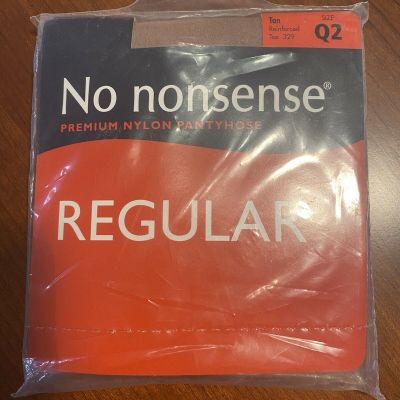 Tan
Reinforced
Toe 329
SIZE
Q2
No nonsense®
PREMIUM NYLON PANTYHOSE
REGULAR